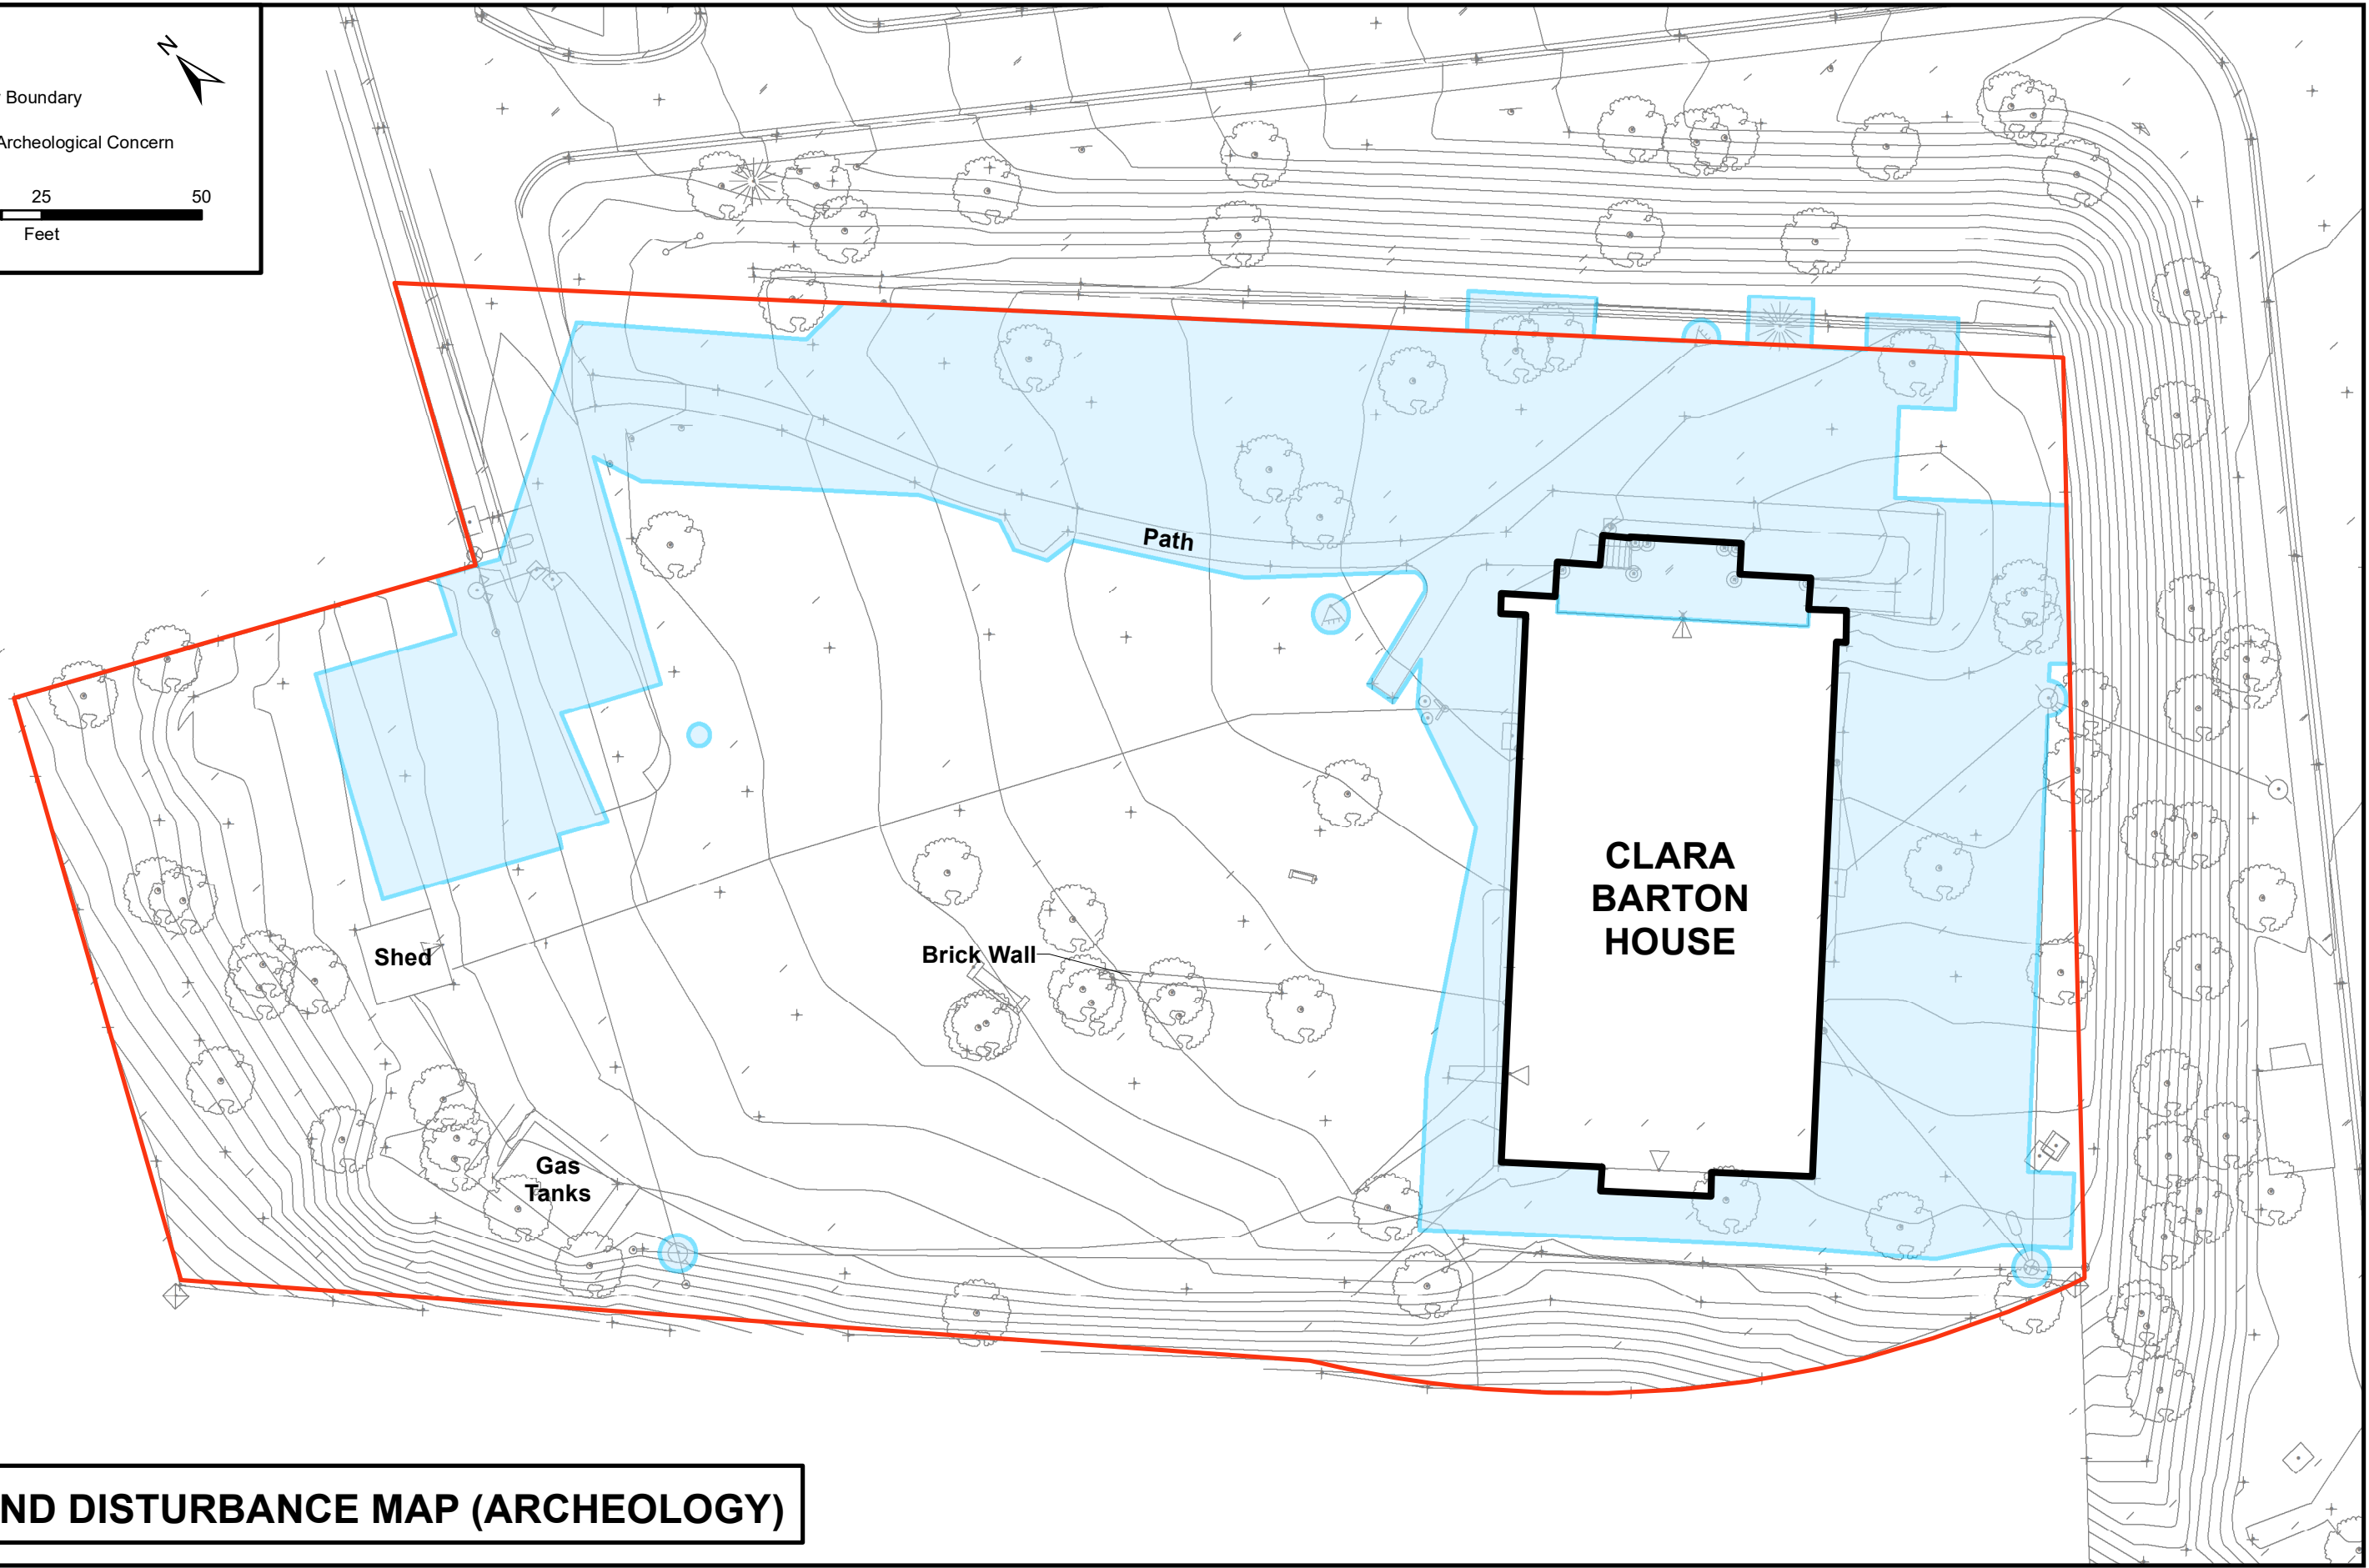 N
Boundary
Archeological Concern
25 50
Feet
Path
CLARA
BARTON
HOUSE
Shed
Brick Wall
Gas
Tanks
ND DISTURBANCE MAP (ARCHEOLOGY)